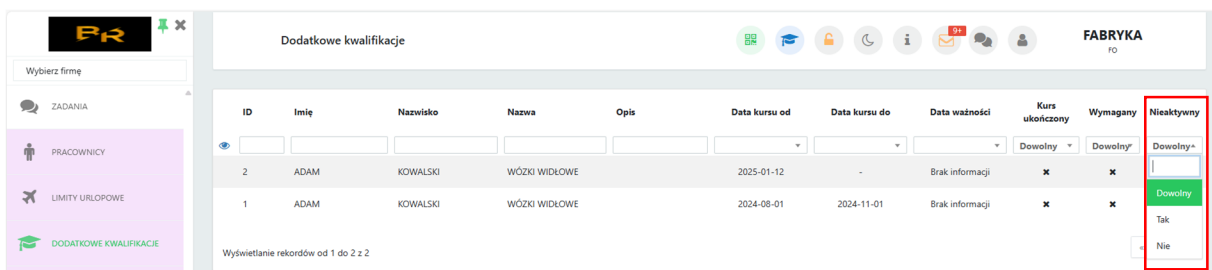 BR
Dodatkowe kwalifikacje
9+
FABRYKA
FO
Wybierz firmę
ZADANIA
PRACOWNICY
LIMITY URLOPOWE
DODATKOWE KWALIFIKACJE
ID Imię Nazwisko Nazwa Opis Data kursu od Data kursu do Data ważności Kurs ukończony Wymagany Nieaktywny
Dowolny Dowolny Dowolny
2 ADAM KOWALSKI WÓZKI WIDŁOWE 2025-01-12 - Brak informacji
1 ADAM KOWALSKI WÓZKI WIDŁOWE 2024-08-01 2024-11-01 Brak informacji
Dowolny
Tak
Nie
Wyświetlanie rekordów od 1 do 2 z 2